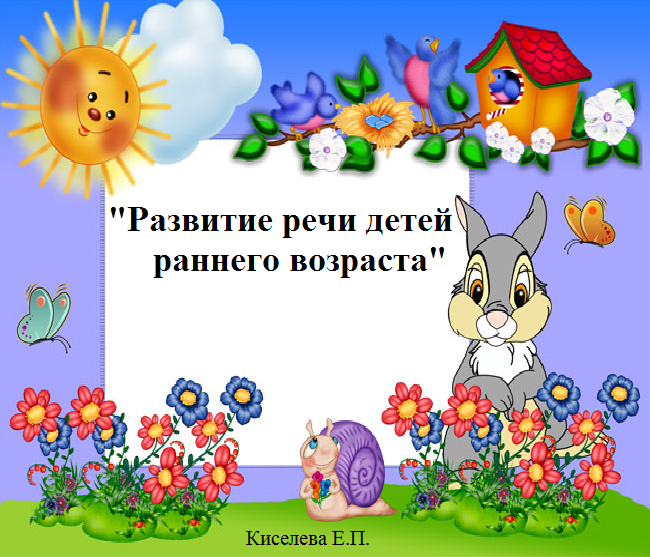 "Развитие речи детей
раннего возраста"
Киселева Е.П.